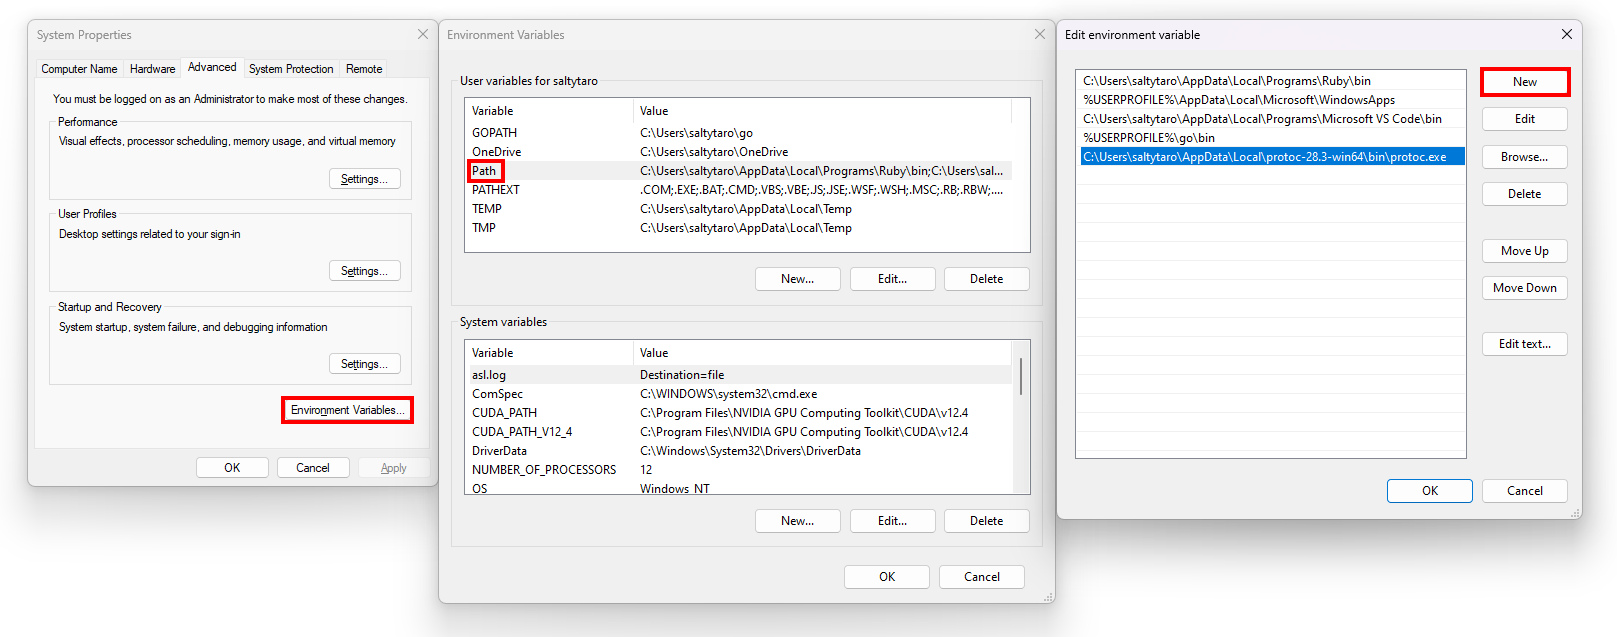 System Properties
Computer Name Hardware Advanced System Protection Remote
You must be logged on as an Administrator to make most of these changes.
Performance
Visual effects, processor scheduling, memory usage, and virtual memory
Settings...
User Profiles
Desktop settings related to your sign-in
Settings...
Startup and Recovery
System startup, system failure, and debugging information
Settings...
Environment Variables...
OK Cancel Apply
Environment Variables
User variables for saltytaro
Variable Value
GOPATH C:\Users\saltytaro\go
OneDrive C:\Users\saltytaro\OneDrive
Path C:\Users\saltytaro\AppData\Local\Programs\Ruby\bin;C:\Users\sal...
PATHEXT .COM;.EXE;.BAT;.CMD;.VBS;.VBE;.JS;.JSE;.WSF;.WSH;.MSC;.RB;.RBW;....
TEMP C:\Users\saltytaro\AppData\Local\Temp
TMP C:\Users\saltytaro\AppData\Local\Temp
New... Edit... Delete
System variables
Variable Value
asl.log Destination=file
ComSpec C:\WINDOWS\system32\cmd.exe
CUDA_PATH C:\Program Files\NVIDIA GPU Computing Toolkit\CUDA\v12.4
CUDA_PATH_V12_4 C:\Program Files\NVIDIA GPU Computing Toolkit\CUDA\v12.4
DriverData C:\Windows\System32\Drivers\DriverData
NUMBER_OF_PROCESSORS 12
OS Windows_NT
New... Edit... Delete
OK Cancel
Edit environment variable
C:\Users\saltytaro\AppData\Local\Programs\Ruby\bin
%USERPROFILE%\AppData\Local\Microsoft\WindowsApps
C:\Users\saltytaro\AppData\Local\Programs\Microsoft VS Code\bin
%USERPROFILE%\go\bin
C:\Users\saltytaro\AppData\Local\protoc-28.3-win64\bin\protoc.exe
New
Edit
Browse...
Delete
Move Up
Move Down
Edit text...
OK Cancel